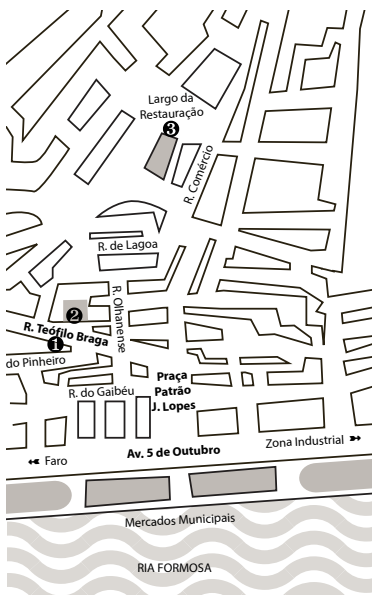 Largo da
Restauração
3
R. Comércio
R. de Lagoa
R. Olhanense
2
R. Teófilo Braga
1
do Pinheiro
R. do Gaibéu
Praça
Patrão
J. Lopes
Zona Industrial
Av. 5 de Outubro
Faro
Mercados Municipais
RIA FORMOSA